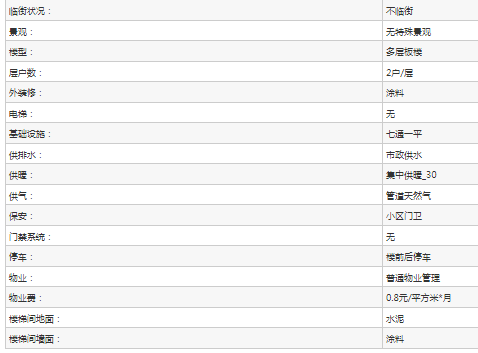 临街状况： 不临街
景观： 无特殊景观
楼型： 多层板楼
层户数： 2户/层
外装修： 涂料
电梯： 无
基础设施： 七通一平
供排水： 市政供水
供暖： 集中供暖_30
供气： 管道天然气
保安： 小区门卫
门禁系统： 无
停车： 楼前后停车
物业： 普通物业管理
物业费： 0.8元/平方米*月
楼梯间地面： 水泥
楼梯间墙面： 涂料